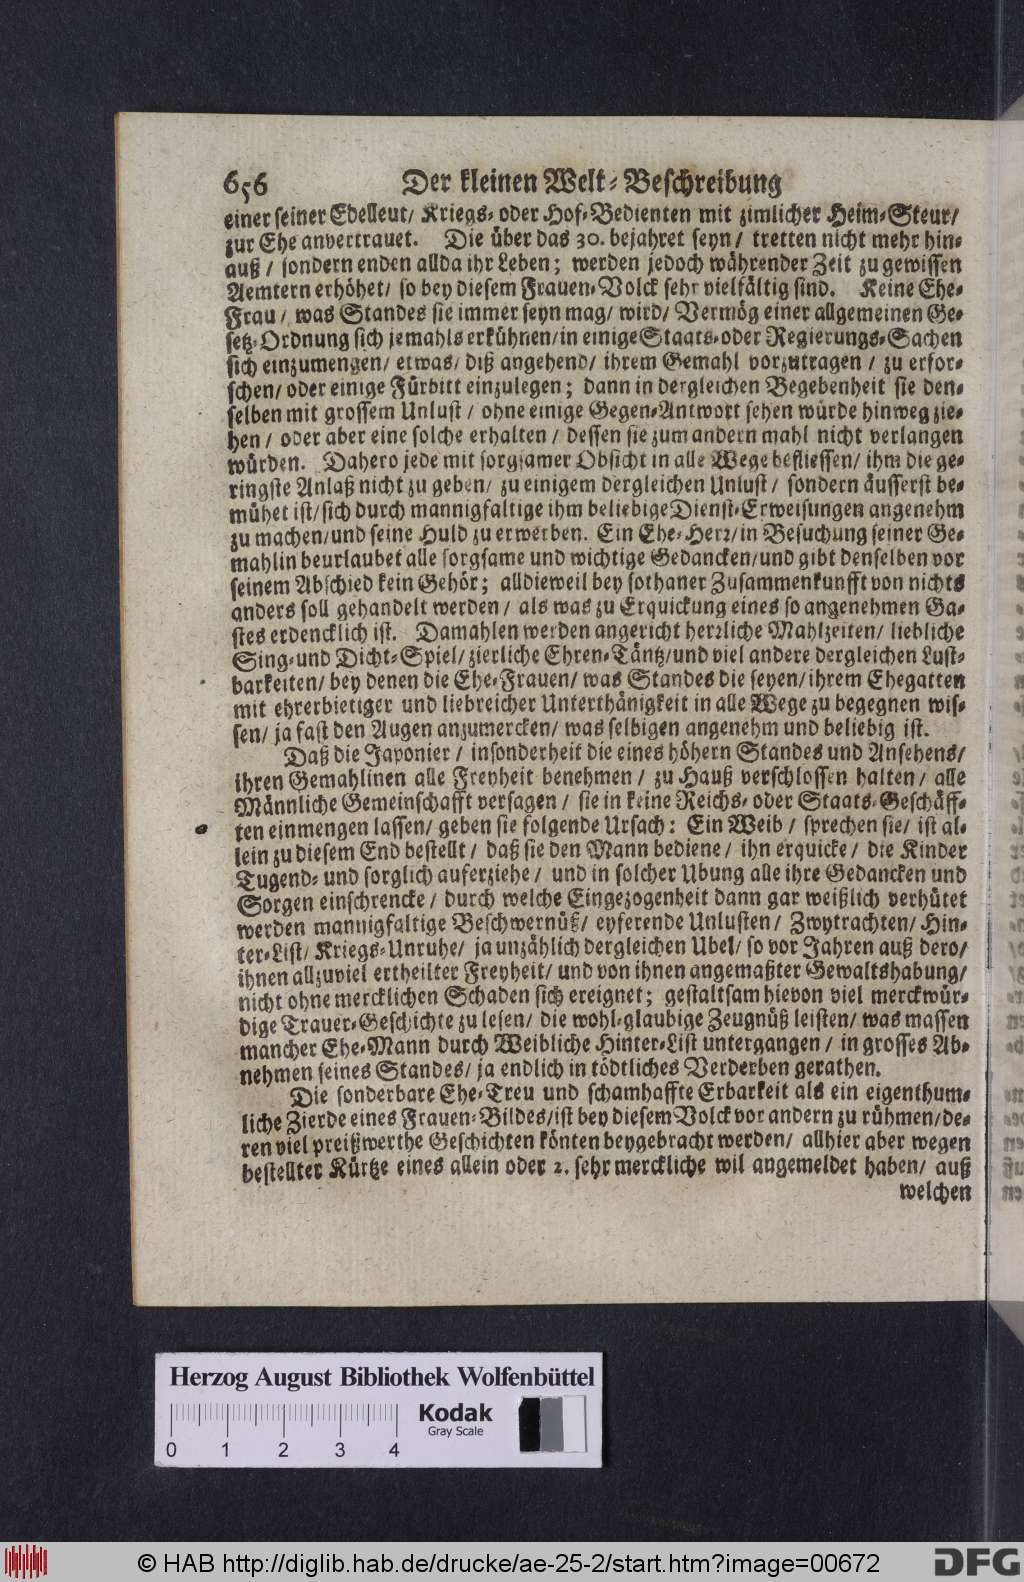 656 Der kleinen Welt-Beschreibung
einer seiner Edelleut/ Kriegs- oder Hof-Bedienten mit zimlicher Heim-Steur/
zur Ehe anvertrauet. Die über das 30. bejahret seyn/ tretten nicht mehr hin-
auß/ sondern enden allda ihr Leben; werden jedoch währender Zeit zu gewissen
Aemtern erhöhet/ so bey diesem Frauen-Volck sehr vielfältig sind. Keine Ehe-
Frau/ was Standes sie immer seyn mag/ wird/ Vermög einer allgemeinen Ge-
setz-Ordnung sich jemahls erkühnen/ in einige Staats- oder Regierungs-Sachen
sich einzumengen/ etwas/ diß angehend/ ihrem Gemahl vorzutragen/ zu erfor-
schen/ oder einige Fürbitt einzulegen; dann in dergleichen Begebenheit sie den-
selben mit grossem Unlust/ ohne einige Gegen-Antwort sehen würde hinweg zie-
hen/ oder aber eine solche erhalten/ dessen sie zum andern mahl nicht verlangen
würden. Dahero jede mit sorgsamer Obsicht in alle Wege befliessen/ ihm die ge-
ringste Anlaß nicht zu geben/ zu einigem dergleichen Unlust/ sondern äusserst be-
mühet ist/ sich durch mannigfaltige ihm beliebige Dienst-Erweisungen angenehm
zu machen/ und seine Huld zu erwerben. Ein Ehe-Herr/ in Besuchung seiner Ge-
mahlin beurlaubet alle sorgsame und wichtige Gedancken/ und gibt denselben vor
seinem Abschied kein Gehör; alldieweil bey sothaner Zusammenkunfft von nichts
anders soll gehandelt werden/ als was zu Erquickung eines so angenehmen Ga-
stes erdencklich ist. Damahlen werden angericht herzliche Mahlzeiten/ liebliche
Sing- und Dicht-Spiel/ zierliche Ehren-Täntz/ und viel andere dergleichen Lust-
barkeiten/ bey denen die Ehe-Frauen/ was Standes die seyen/ ihrem Ehegatten
mit ehrerbietiger und liebreicher Unterthänigkeit in alle Wege zu begegnen wis-
sen/ ja fast den Augen anzumercken/ was selbigen angenehm und beliebig ist.
Daß die Japonier/ insonderheit die eines höhern Standes und Ansehens/
ihren Gemahlinen alle Freyheit benehmen/ zu Hauß verschlossen halten/ alle
Männliche Gemeinschafft versagen/ sie in keine Reichs- oder Staats-Geschäff-
ten einmengen lassen/ geben sie folgende Ursach: Ein Weib/ sprechen sie/ ist al-
lein zu diesem End bestellt/ daß sie den Mann bediene/ ihn erquicke/ die Kinder
Tugend- und sorglich auferziehe/ und in solcher Ubung alle ihre Gedancken und
Sorgen einschrencke/ durch welche Eingezogenheit dann gar weißlich verhütet
werden mannigfaltige Beschwernüß/ eyferende Unlusten/ Zwytrachten/ Hin-
ter-List/ Kriegs-Unruhe/ ja unzählich dergleichen Ubel/ so vor Jahren auß dero/
ihnen allzuviel ertheilter Freyheit/ und von ihnen angemaßter Gewaltshabung/
nicht ohne mercklichen Schaden sich ereignet; gestaltsam hievon viel merckwür-
dige Trauer-Geschichte zu lesen/ die wohl-glaubige Zeugnüß leisten/ was massen
mancher Ehe-Mann durch Weibliche Hinter-List untergangen/ in grosses Ab-
nehmen seines Standes/ ja endlich in tödtliches Verderben gerathen.
Die sonderbare Ehe-Treu und schamhaffte Erbarkeit als ein eigenthum-
liche Zierde eines Frauen-Bildes/ ist bey diesem Volck vor andern zu rühmen/ de-
ren viel preißwerthe Geschichten könten beygebracht werden/ allhier aber wegen
bestellter Kürtze eines allein oder 2. sehr merckliche wil angemeldet haben/ auß
welchen
Herzog August Bibliothek Wolfenbüttel
Kodak
Gray Scale
0 1 2 3 4
© HAB http://diglib.hab.de/drucke/ae-25-2/start.htm?image=00672
DFG